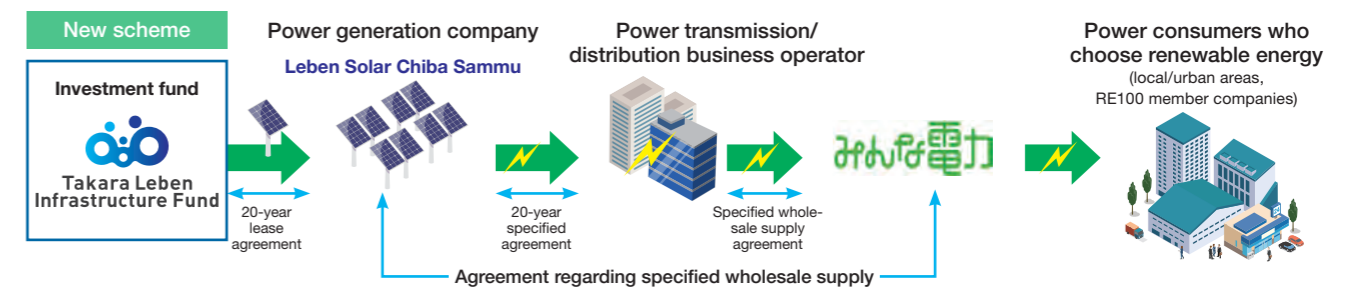 New scheme
Investment fund
Takara Leben
Infrastructure Fund
20-year
lease
agreement
Power generation company
Leben Solar Chiba Sammu
20-year
specified
agreement
Power transmission/
distribution business operator
Specified whole-
sale supply
agreement
みんな電力
Agreement regarding specified wholesale supply
Power consumers who
choose renewable energy
(local/urban areas,
RE100 member companies)